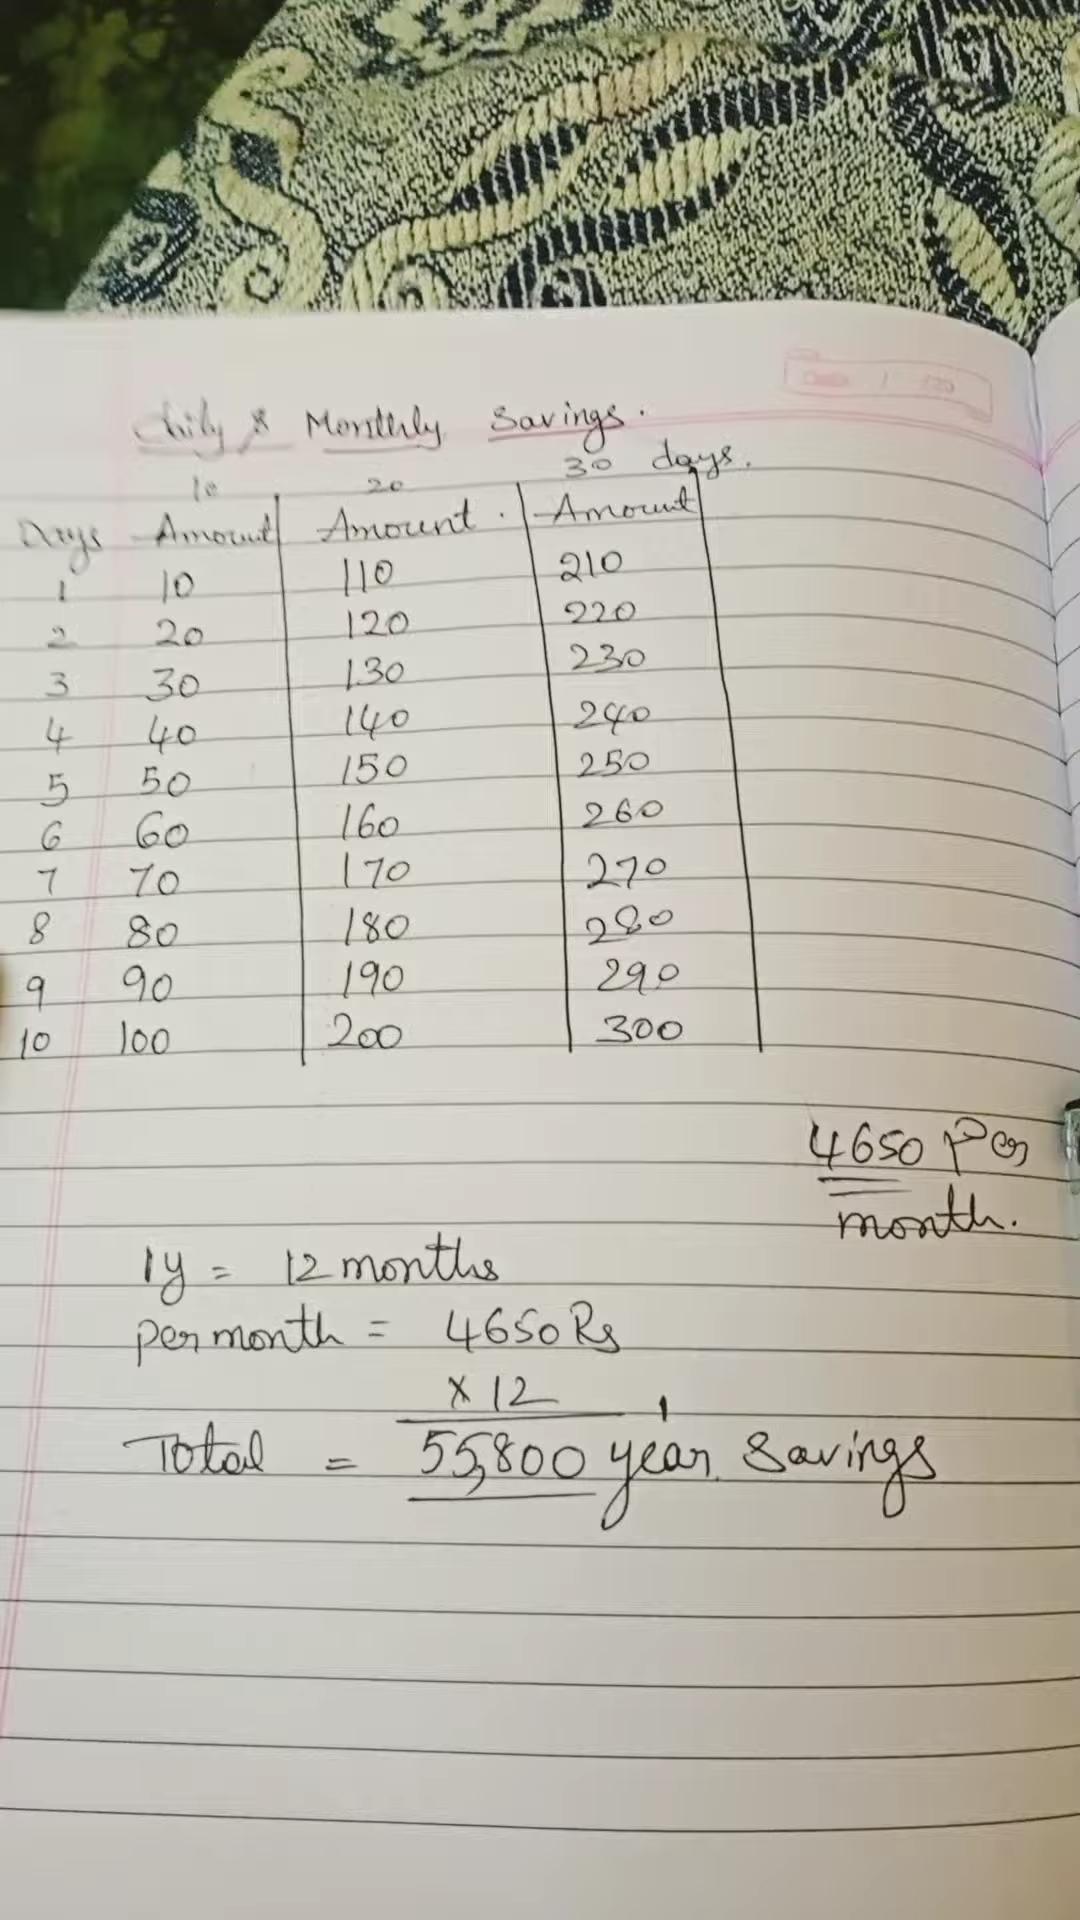 Daily & Monthly Savings.
10 20 30 days.
Days Amount Amount. Amount
1 10 110 210
2 20 120 220
3 30 130 230
4 40 140 240
5 50 150 250
6 60 160 260
7 70 170 270
8 80 180 280
9 90 190 290
10 100 200 300
4650 Per
month.
1y = 12 months
per month = 4650 Rs
x 12
Total = 55,800 year savings